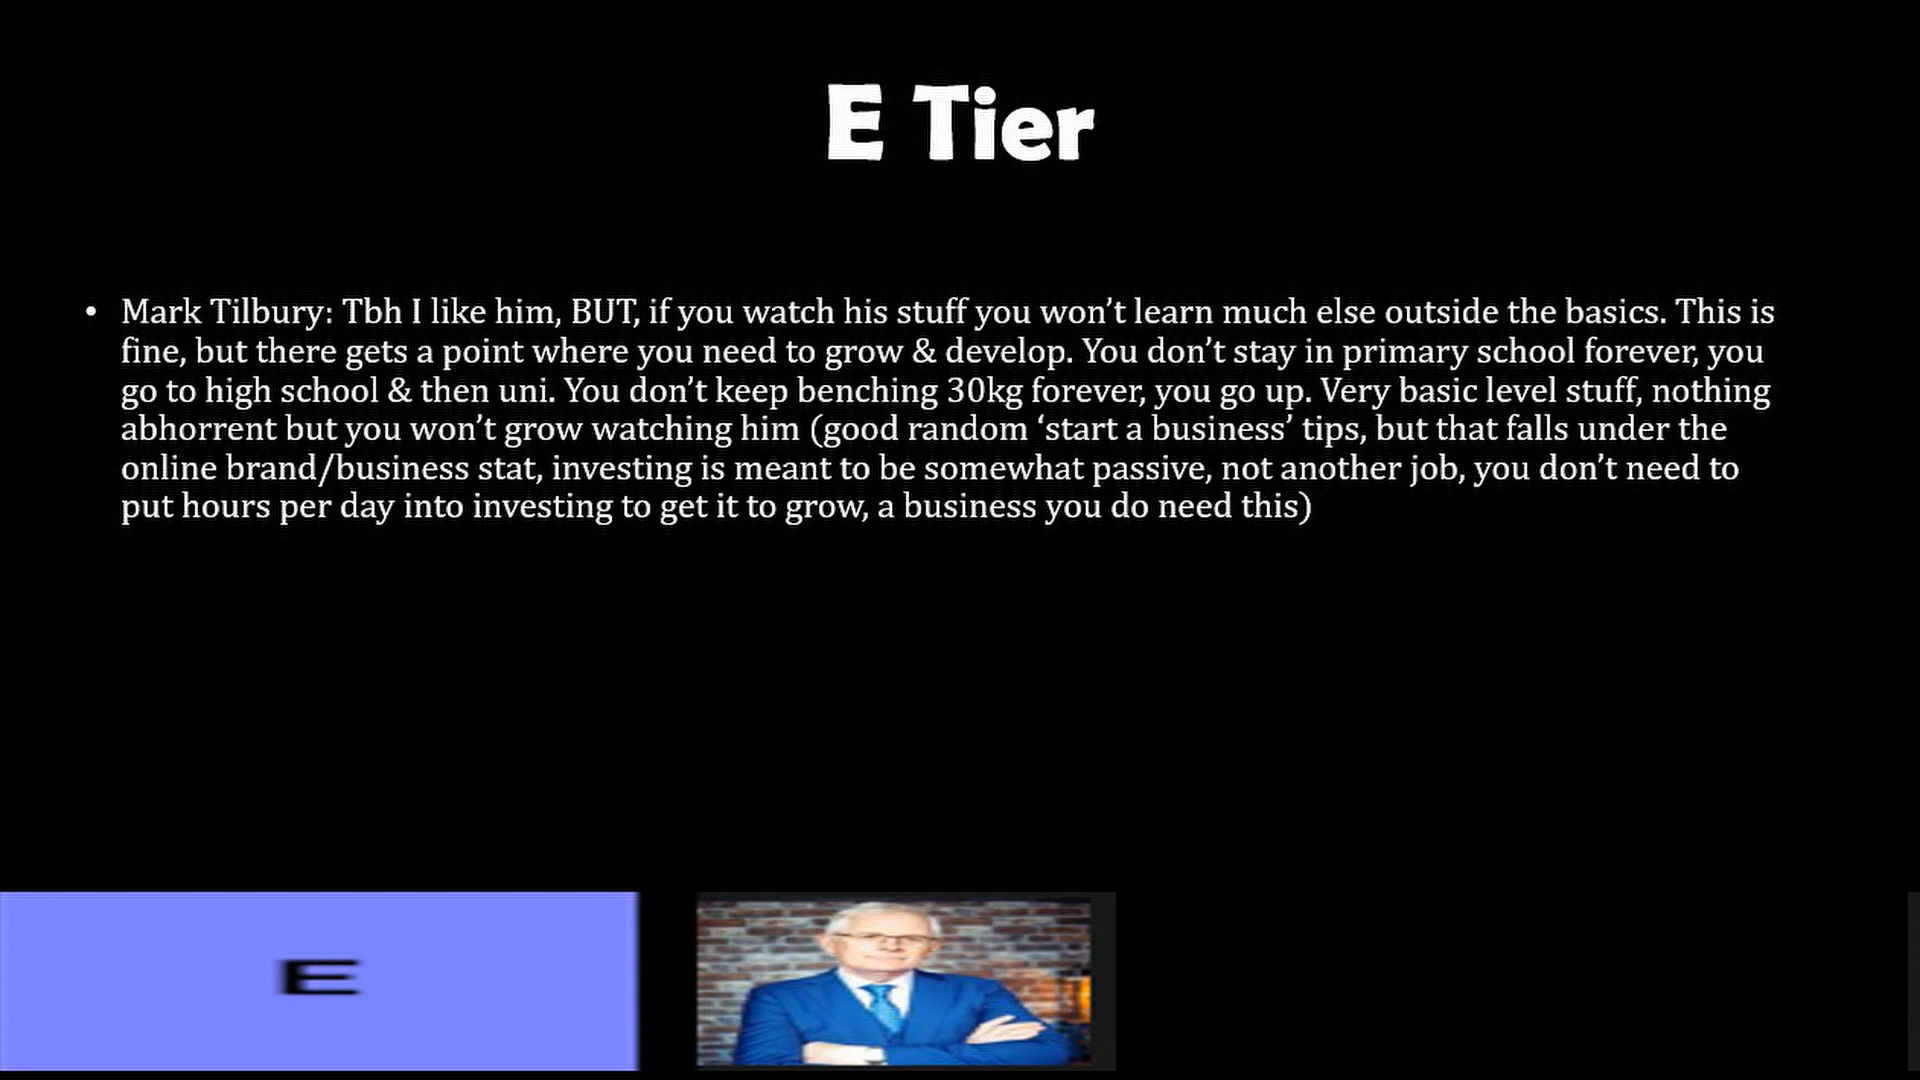 E Tier
• Mark Tilbury: Tbh I like him, BUT, if you watch his stuff you won’t learn much else outside the basics. This is
fine, but there gets a point where you need to grow & develop. You don’t stay in primary school forever, you
go to high school & then uni. You don’t keep benching 30kg forever, you go up. Very basic level stuff, nothing
abhorrent but you won’t grow watching him (good random ‘start a business’ tips, but that falls under the
online brand/business stat, investing is meant to be somewhat passive, not another job, you don’t need to
put hours per day into investing to get it to grow, a business you do need this)
E